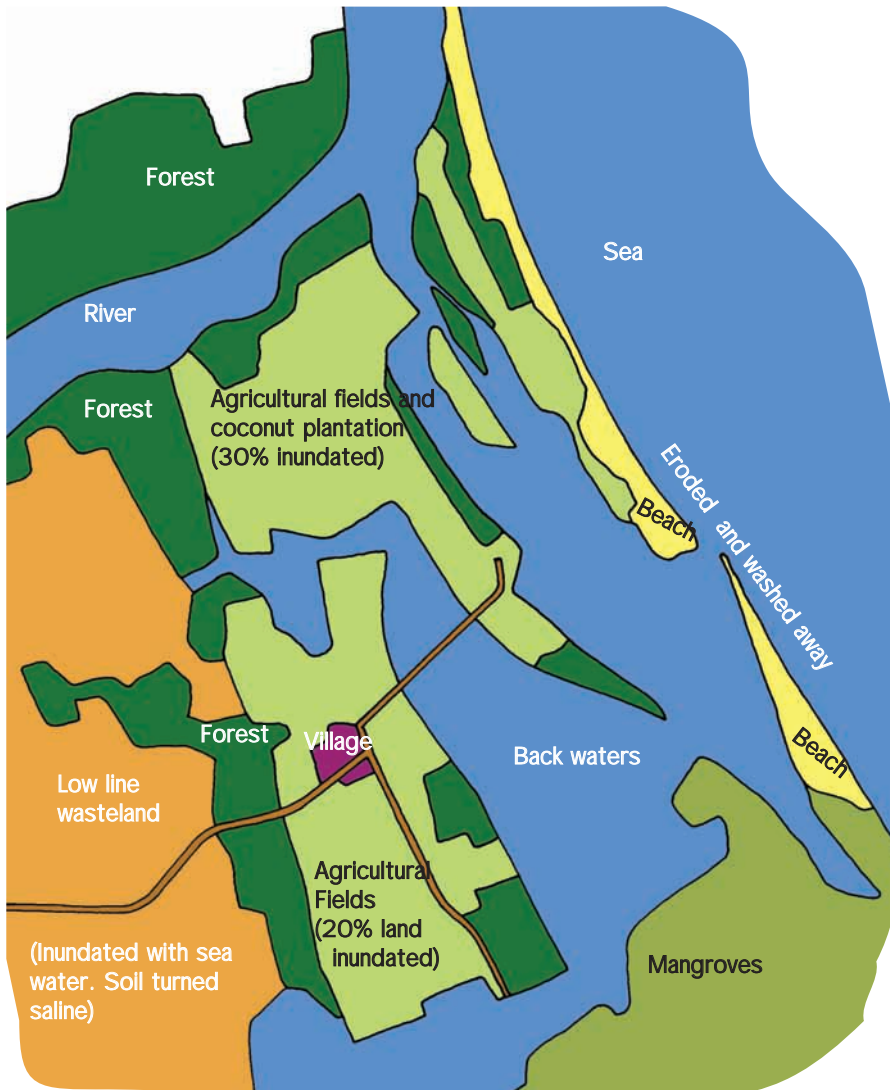 Forest
Sea
River
Forest
Agricultural fields and
coconut plantation
(30% inundated)
Eroded and washed away
Beach
Forest
Village
Back waters
Beach
Low line
wasteland
Agricultural
Fields
(20% land
inundated)
(Inundated with sea
water. Soil turned
saline)
Mangroves